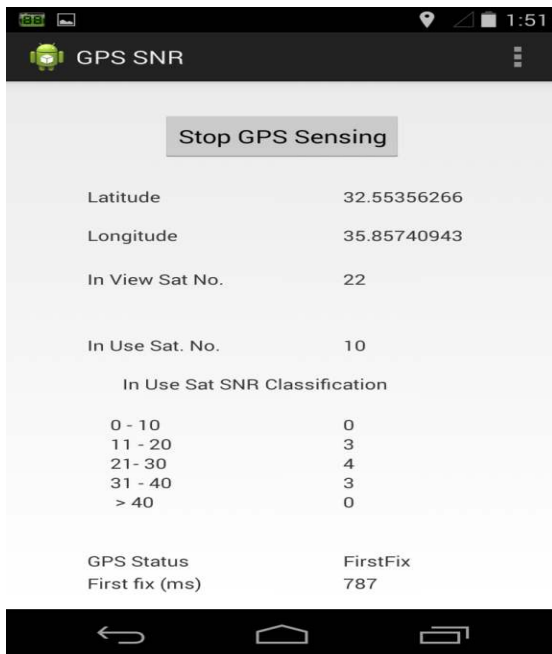 88 1:51
GPS SNR
Stop GPS Sensing
Latitude 32.55356266
Longitude 35.85740943
In View Sat No. 22
In Use Sat. No. 10
In Use Sat SNR Classification
0 - 10 0
11 - 20 3
21- 30 4
31 - 40 3
> 40 0
GPS Status FirstFix
First fix (ms) 787